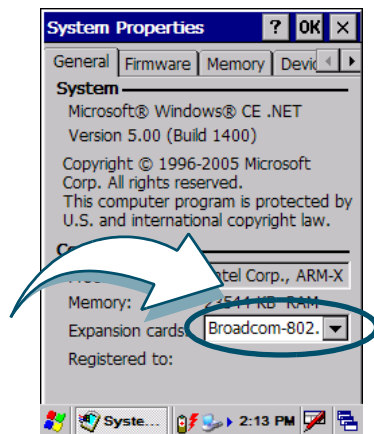 System Properties ? OK ×
General Firmware Memory
System
Microsoft® Windows® CE .NET
Version 5.00 (Build 1400)
Copyright © 1996-2005 Microsoft
Corp. All rights reserved.
This computer program is protected by
U.S. and international copyright law.
Corp., ARM-X
Memory: KB RAM
Expansion cards: Broadcom-802.
Registered to:
Syste... 2:13 PM